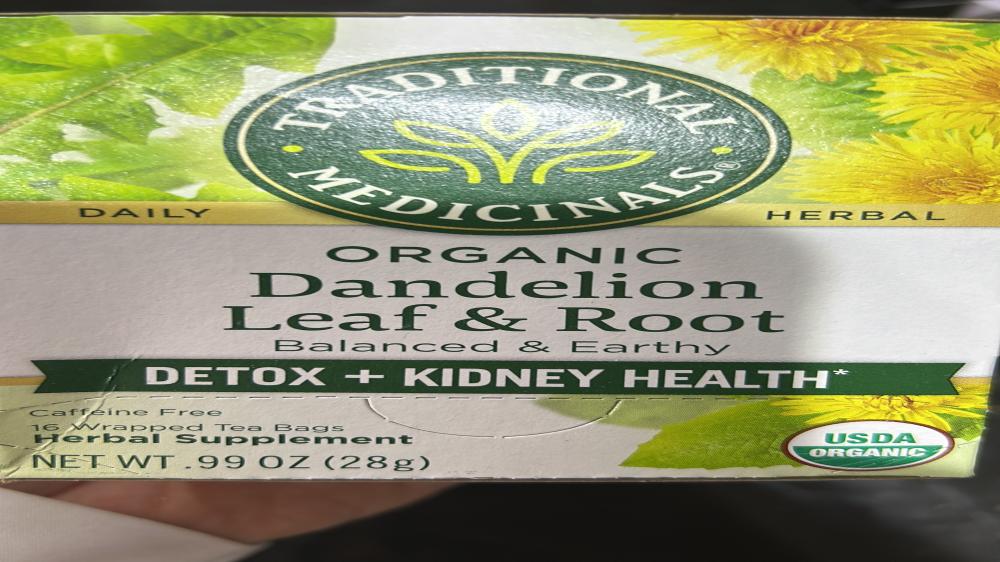 TRADITIONAL
MEDICINALS®
DAILY
HERBAL
ORGANIC
Dandelion
Leaf & Root
Balanced & Earthy
DETOX + KIDNEY HEALTH*
Caffeine Free
16 Wrapped Tea Bags
Herbal Supplement
NET WT .99 OZ (28g)
USDA
ORGANIC